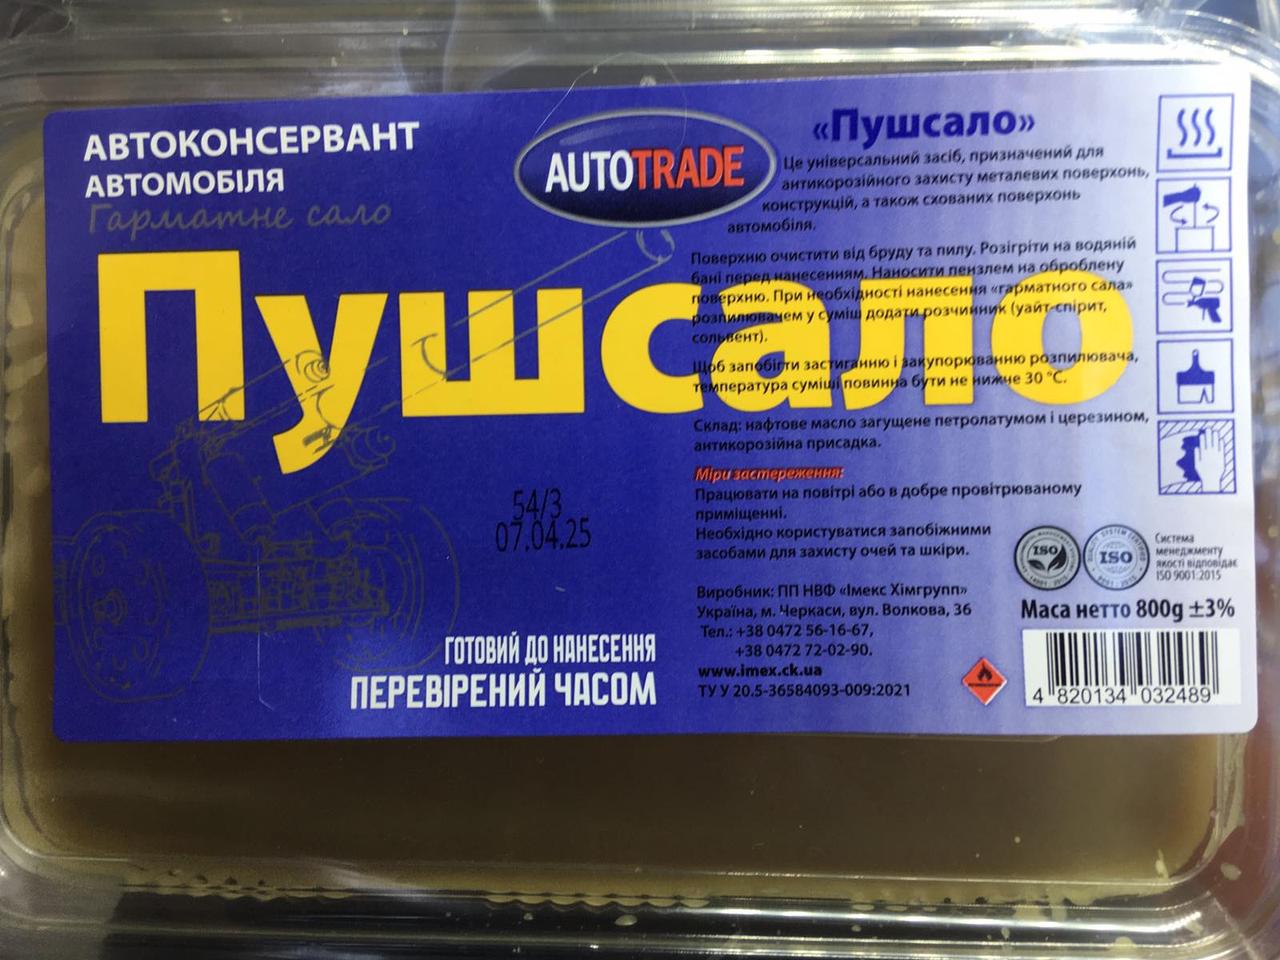 АВТОКОНСЕРВАНТ
АВТОМОБІЛЯ
Гарматне сало
Пушсало
54/3
07.04.25
ГОТОВИЙ ДО НАНЕСЕННЯ
ПЕРЕВІРЕНИЙ ЧАСОМ
AUTOTRADE
«Пушсало»
Це універсальний засіб, призначений для
антикорозійного захисту металевих поверхонь,
конструкцій, а також схованих поверхонь
автомобіля.
Поверхню очистити від бруду та пилу. Розігріти на водяній
бані перед нанесенням. Наносити пензлем на оброблену
поверхню. При необхідності нанесення «гарматного сала»
розпилювачем у суміш додати розчинник (уайт-спірит,
сольвент).
Щоб запобігти застиганню і закупорюванню розпилювача,
температура суміші повинна бути не нижче 30 °С.
Склад: нафтове масло загущене петролатумом і церезином,
антикорозійна присадка.
Міри застереження:
Працювати на повітрі або в добре провітрюваному
приміщенні.
Необхідно користуватися запобіжними
засобами для захисту очей та шкіри.
Виробник: ПП НВФ «Імекс Хімгрупп»
Україна, м. Черкаси, вул. Волкова, 36
Тел.: +38 0472 56-16-67,
+38 0472 72-02-90.
www.imex.ck.ua
ТУ У 20.5-36584093-009:2021
ISO
ISO
Система
менеджменту
якості відповідає
ISO 9001:2015
Маса нетто 800g ±3%
4 820134 032489